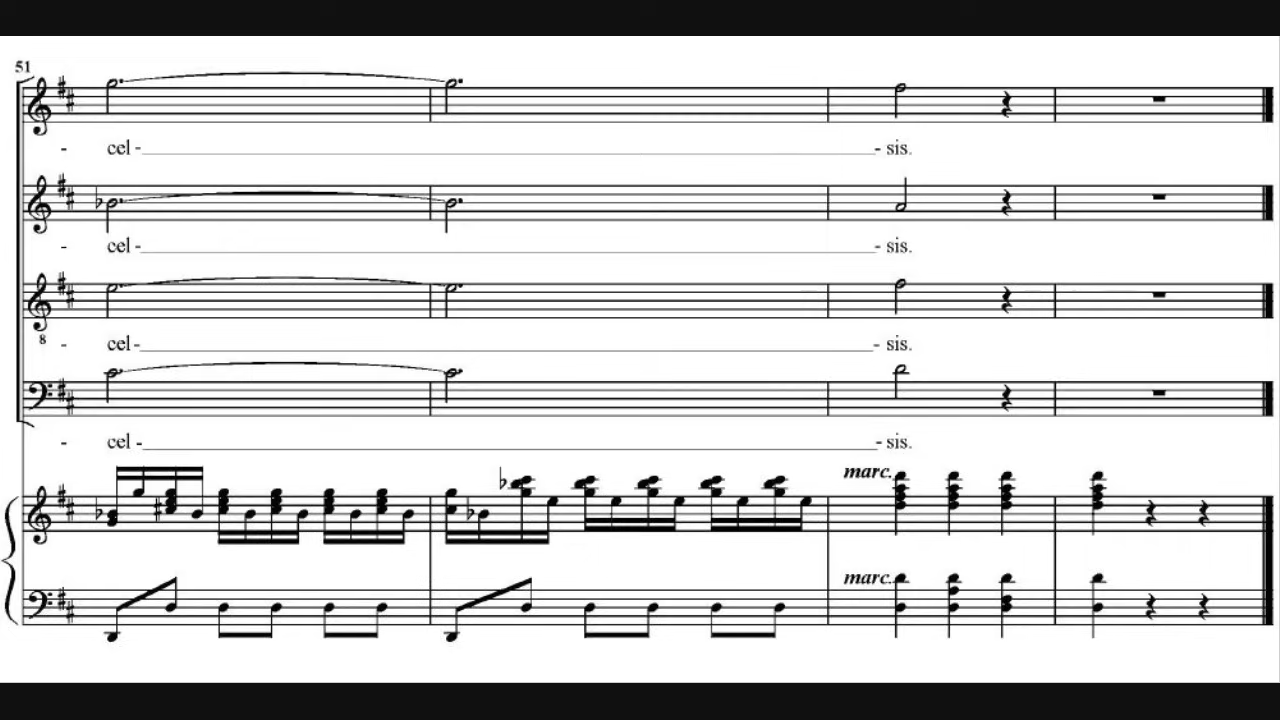 51
- cel - - sis.
- cel - - sis.
8 - cel - - sis.
- cel - - sis.
marc.
marc.